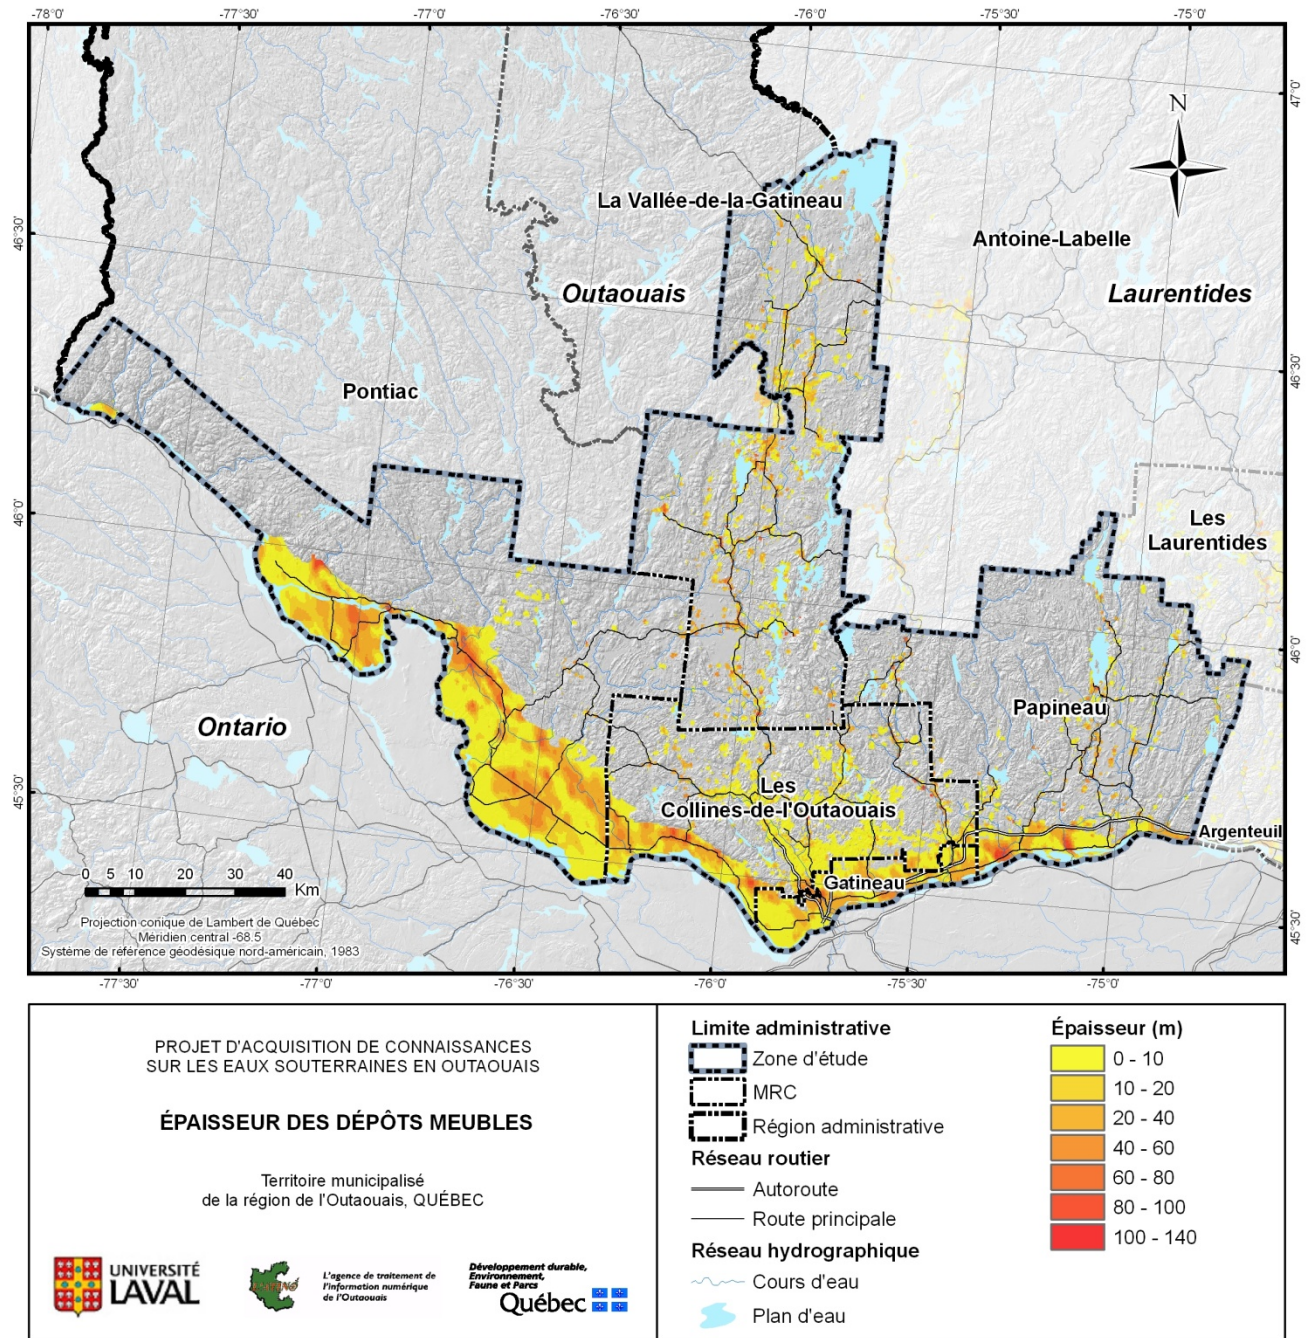 -78°0' -77°30' -77°0' -76°30' -76°0' -75°30' -75°0'
47°0'
N
La Vallée-de-la-Gatineau
46°30'
Antoine-Labelle
Outaouais
Laurentides
46°30'
Pontiac
46°0'
Les
Laurentides
46°0'
Papineau
Ontario
45°30'
Les
Collines-de-l'Outaouais
Argenteuil
Gatineau
0 5 10 20 30 40
Km
45°30'
Projection conique de Lambert de Québec
Méridien central -68.5
Système de référence géodésique nord-américain, 1983
-77°30' -77°0' -76°30' -76°0' -75°30' -75°0'
PROJET D'ACQUISITION DE CONNAISSANCES
SUR LES EAUX SOUTERRAINES EN OUTAOUAIS
ÉPAISSEUR DES DÉPÔTS MEUBLES
Territoire municipalisé
de la région de l'Outaouais, QUÉBEC
UNIVERSITÉ
LAVAL
L'agence de traitement de
l'information numérique
de l'Outaouais
Développement durable,
Environnement,
Faune et Parcs
Québec
Limite administrative
Zone d'étude
MRC
Région administrative
Réseau routier
Autoroute
Route principale
Réseau hydrographique
Cours d'eau
Plan d'eau
Épaisseur (m)
0 - 10
10 - 20
20 - 40
40 - 60
60 - 80
80 - 100
100 - 140